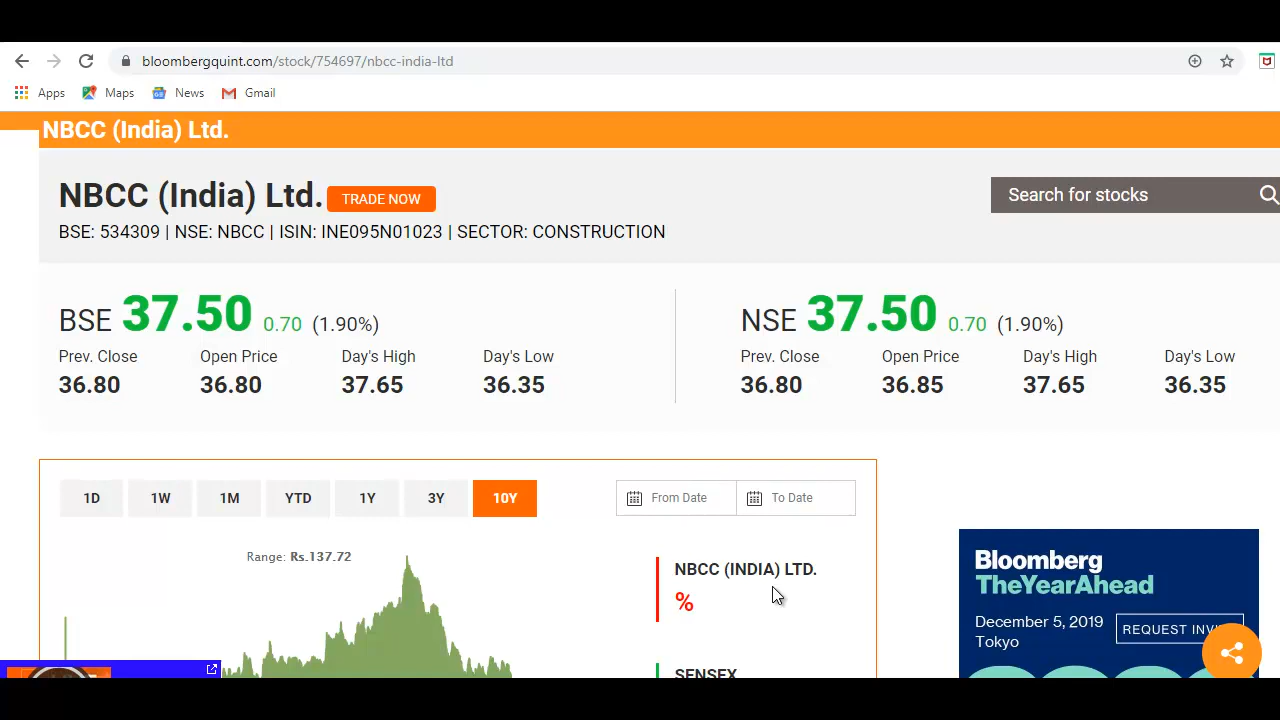 bloombergquint.com/stock/754697/nbcc-india-ltd
Apps Maps News Gmail
NBCC (India) Ltd.
NBCC (India) Ltd. TRADE NOW
Search for stocks
BSE: 534309 | NSE: NBCC | ISIN: INE095N01023 | SECTOR: CONSTRUCTION
BSE 37.50 0.70 (1.90%)
Prev. Close Open Price Day's High Day's Low
36.80 36.80 37.65 36.35
NSE 37.50 0.70 (1.90%)
Prev. Close Open Price Day's High Day's Low
36.80 36.85 37.65 36.35
1D 1W 1M YTD 1Y 3Y 10Y
From Date To Date
Range: Rs.137.72
NBCC (INDIA) LTD.
%
SENSEX
Bloomberg
TheYearAhead
December 5, 2019
Tokyo
REQUEST